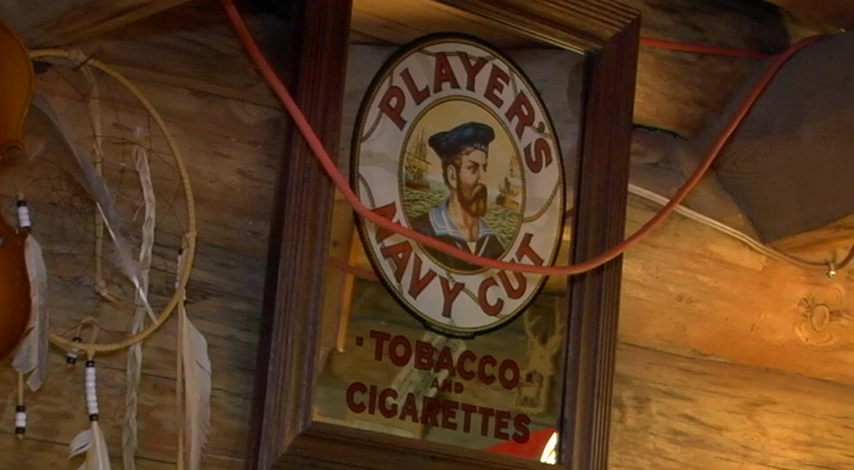 PLAYER'S
NAVY CUT
· TOBACCO ·
AND
CIGARETTES